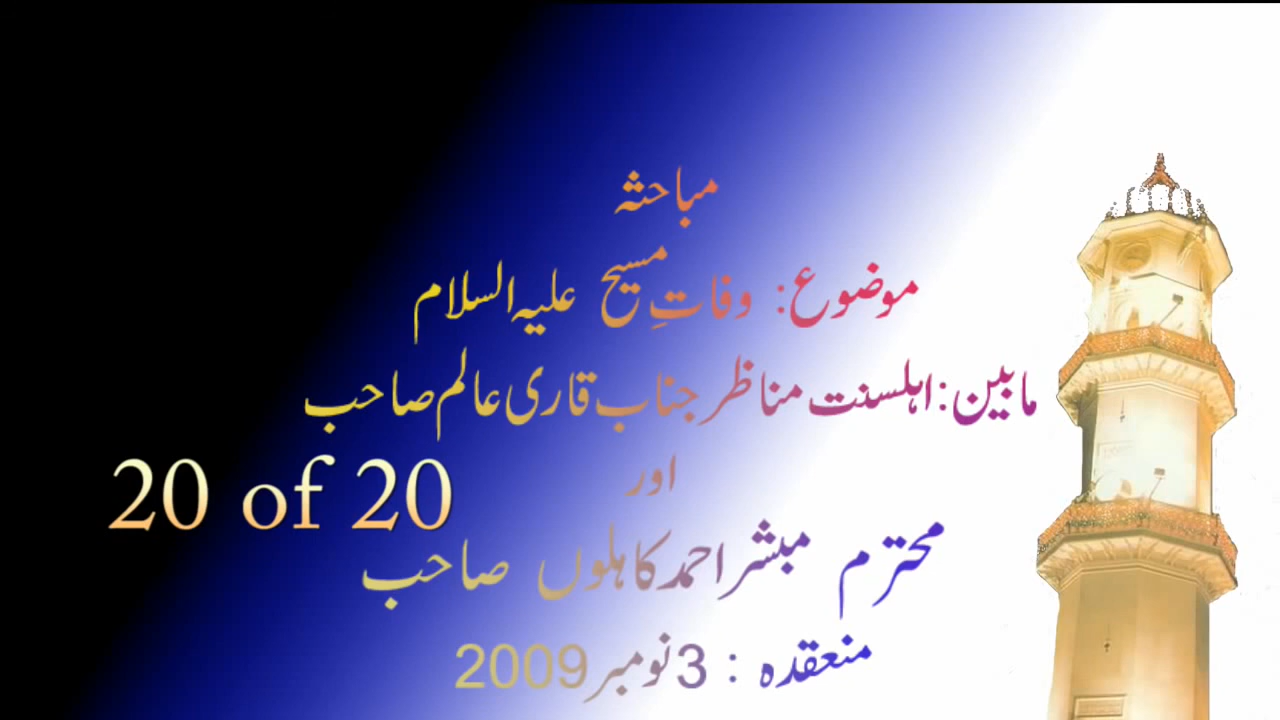 مباحثہ
موضوع: وفاتِ مسیح علیہ السلام
مابین: اہلسنت مناظر جناب قاری عالم صاحب
اور
20 of 20
محترم مبشر احمد کاہلوں صاحب
منعقدہ : 3 نومبر 2009